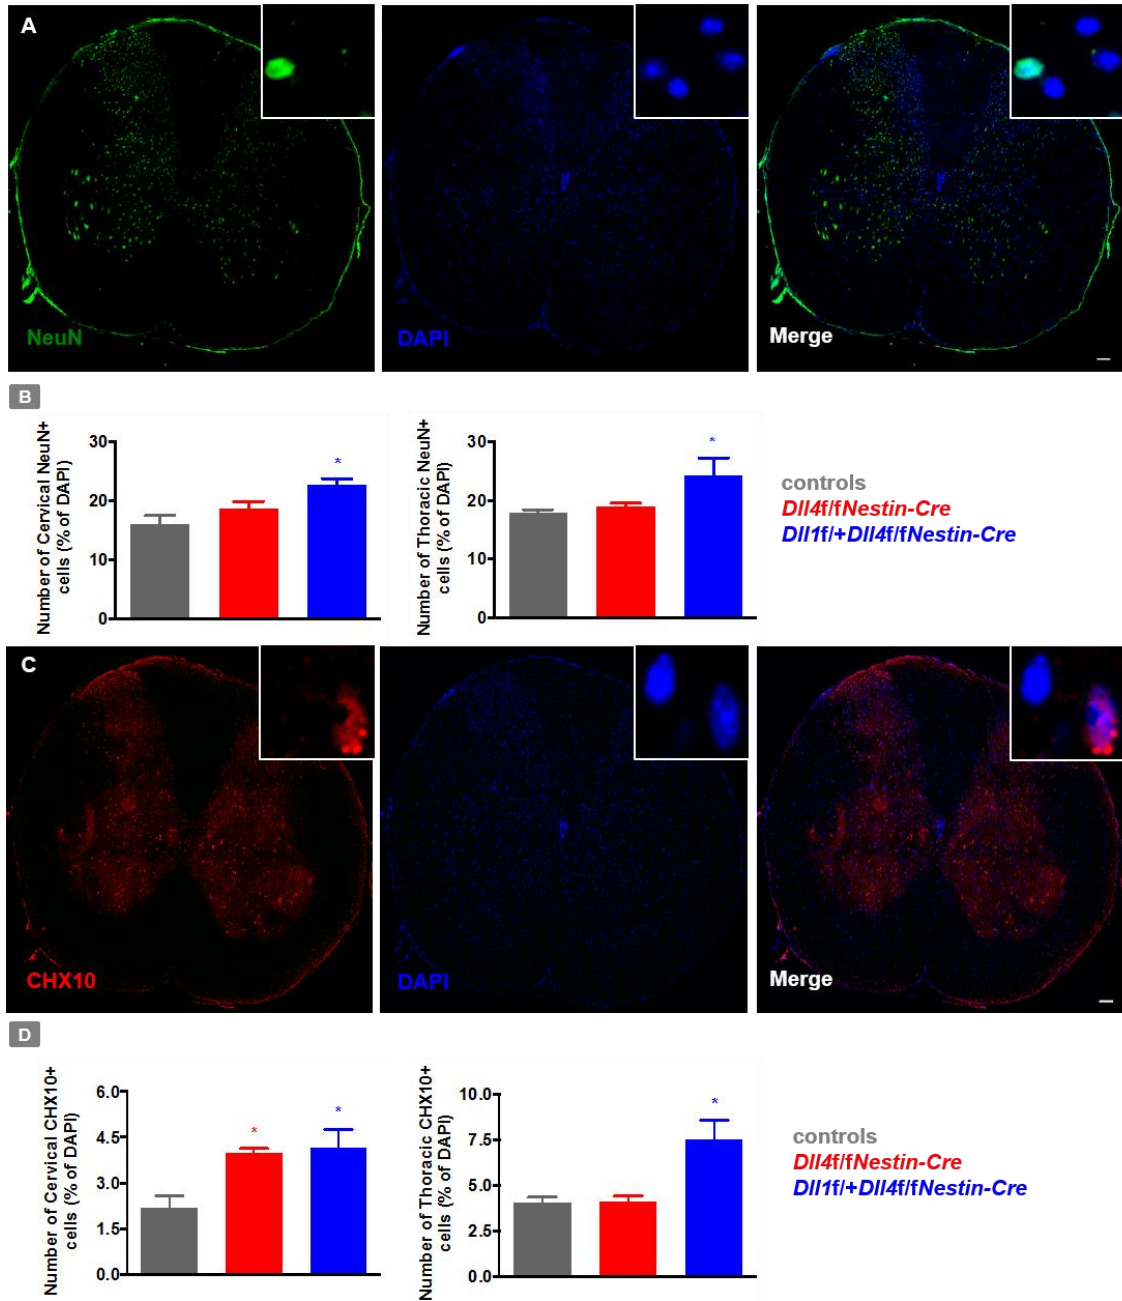 A
NeuN
DAPI
Merge
B
Number of Cervical NeuN+
cells (% of DAPI)
30
20
10
0
*
Number of Thoracic NeuN+
cells (% of DAPI)
30
20
10
0
*
controls
Dll4f/fNestin-Cre
Dll1f/+Dll4f/fNestin-Cre
C
CHX10
DAPI
Merge
D
Number of Cervical CHX10+
cells (% of DAPI)
6.0
4.5
3.0
1.5
0.0
*
*
Number of Thoracic CHX10+
cells (% of DAPI)
10.0
7.5
5.0
2.5
0.0
*
controls
Dll4f/fNestin-Cre
Dll1f/+Dll4f/fNestin-Cre